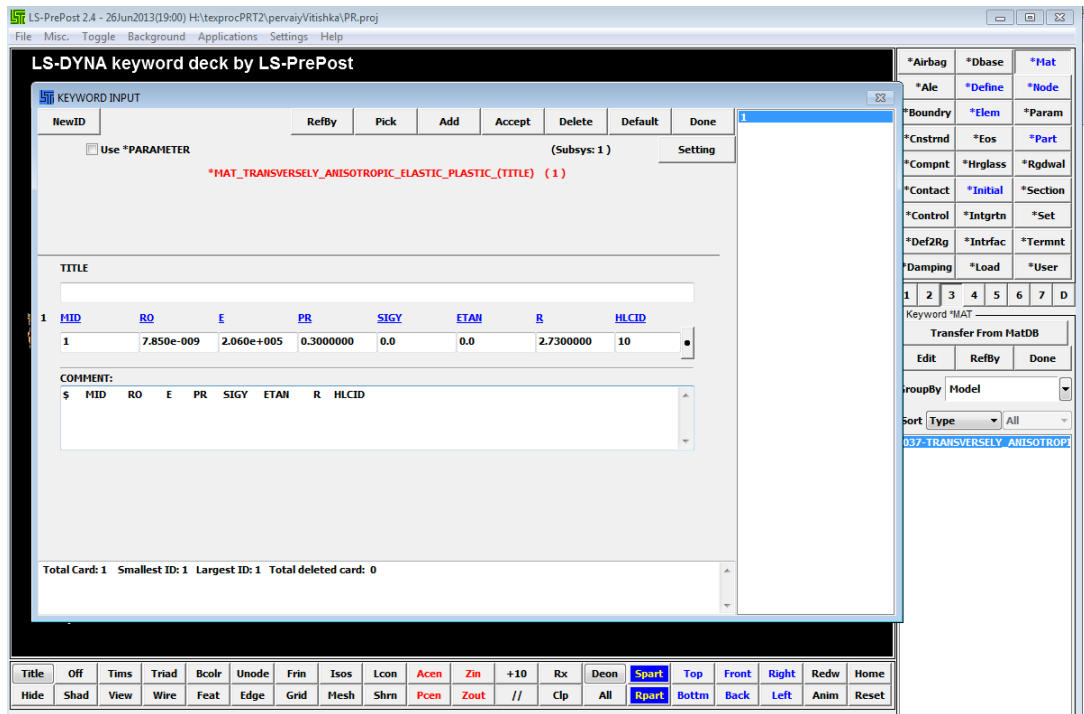 LS-PrePost 2.4 - 26Jun2013(19:00) H:\texprocPRT2\pervaiyVitishka\PR.proj
File Misc. Toggle Background Applications Settings Help
LS-DYNA keyword deck by LS-PrePost
KEYWORD INPUT
NewID RefBy Pick Add Accept Delete Default Done
Use *PARAMETER (Subsys: 1 ) Setting
*MAT_TRANSVERSELY_ANISOTROPIC_ELASTIC_PLASTIC_(TITLE) ( 1 )
TITLE
1 MID RO E PR SIGY ETAN R HLCID
1 7.850e-009 2.060e+005 0.3000000 0.0 0.0 2.7300000 10
COMMENT:
$ MID RO E PR SIGY ETAN R HLCID
Total Card: 1 Smallest ID: 1 Largest ID: 1 Total deleted card: 0
1
*Airbag *Dbase *Mat
*Ale *Define *Node
*Boundry *Elem *Param
*Cnstrnd *Eos *Part
*Compnt *Hrglass *Rgdwal
*Contact *Initial *Section
*Control *Intgrtn *Set
*Def2Rg *Intrfac *Termnt
*Damping *Load *User
1 2 3 4 5 6 7 D
Keyword *MAT
Transfer From MatDB
Edit RefBy Done
GroupBy Model
Sort Type All
037-TRANSVERSELY_ANISOTROPI
Title Off Tims Triad Bcolr Unode Frin Isos Lcon Acen Zin +10 Rx Deon Spart Top Front Right Redw Home
Hide Shad View Wire Feat Edge Grid Mesh Shrn Pcen Zout // Clp All Rpart Bottm Back Left Anim Reset